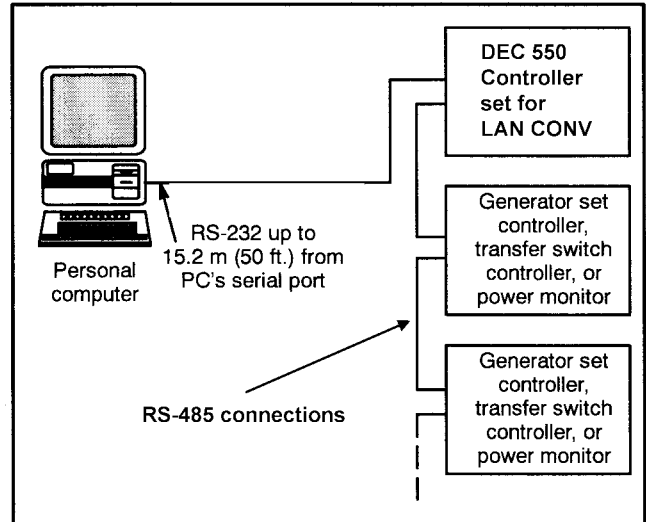 DEC 550
Controller
set for
LAN CONV
Personal
computer
RS-232 up to
15.2 m (50 ft.) from
PC's serial port
Generator set
controller,
transfer switch
controller, or
power monitor
RS-485 connections
Generator set
controller,
transfer switch
controller, or
power monitor